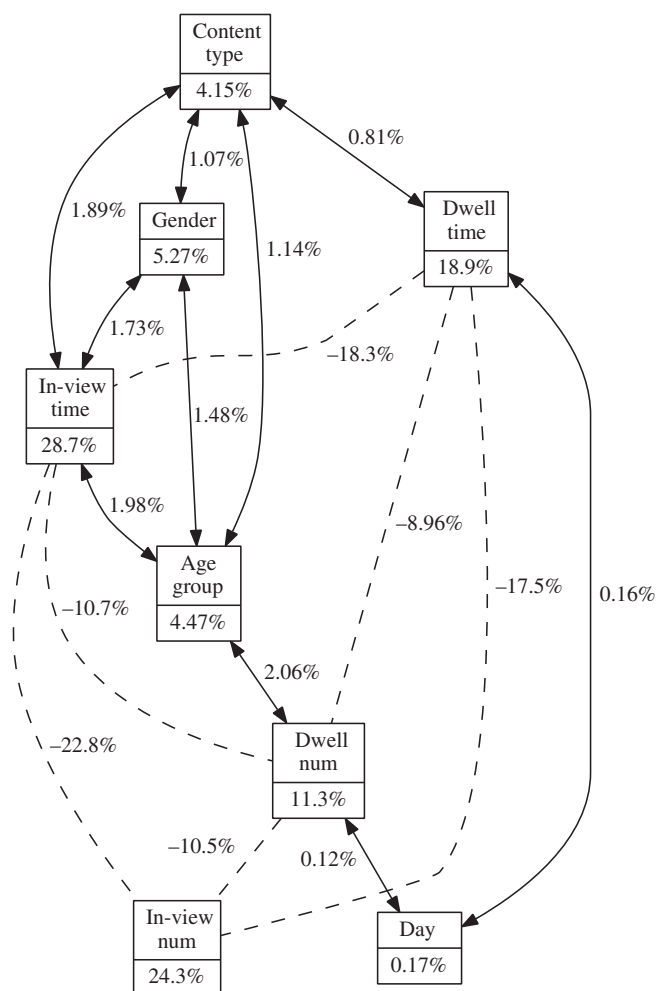 Content
type
4.15%
0.81%
1.07%
1.89%
Gender
5.27%
1.14%
Dwell
time
18.9%
1.73%
–18.3%
In-view
time
28.7%
1.48%
1.98%
–8.96%
Age
group
4.47%
–17.5%
0.16%
–10.7%
2.06%
Dwell
num
11.3%
–22.8%
–10.5%
0.12%
In-view
num
24.3%
Day
0.17%